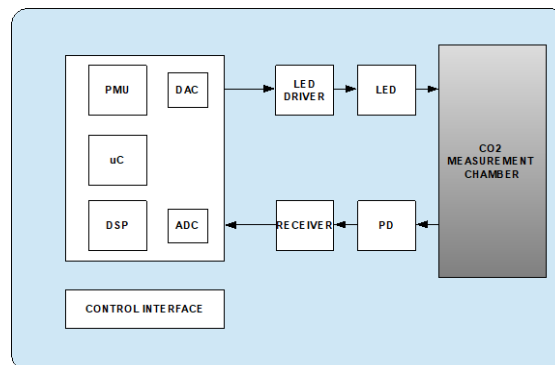 PMU
DAC
LED
DRIVER
LED
CO2
MEASUREMENT
CHAMBER
uC
DSP
ADC
RECEIVER
PD
CONTROL INTERFACE